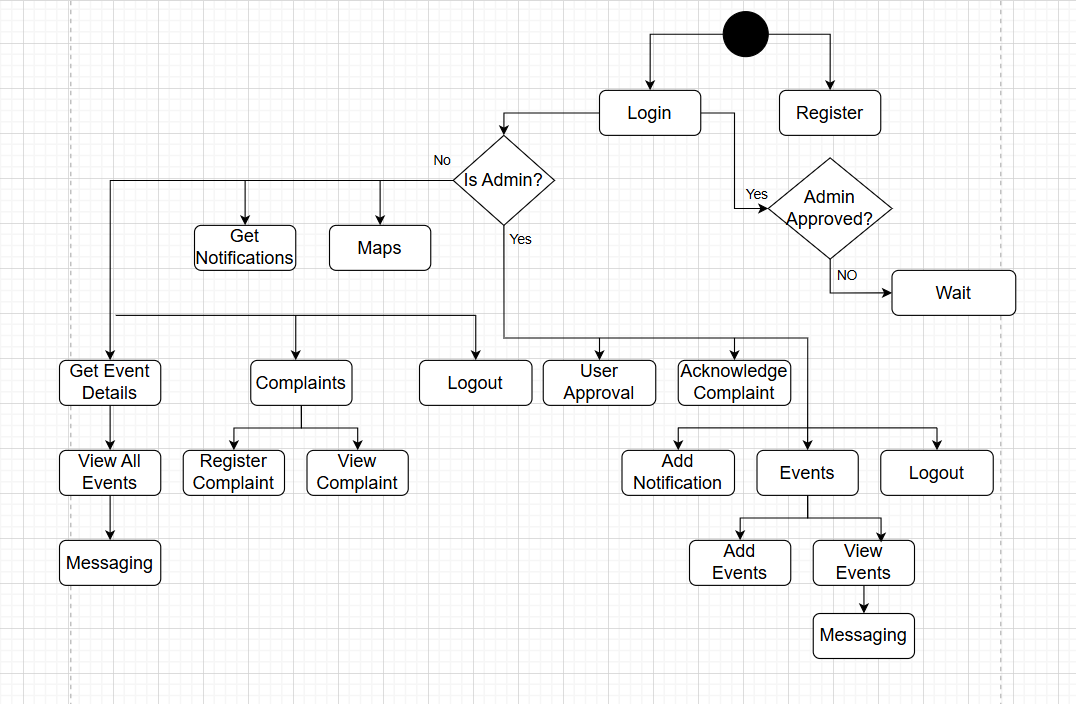 Login
Register
No
Is Admin?
Yes
Admin
Approved?
Get
Notifications
Maps
Yes
NO
Wait
Get Event
Details
Complaints
Logout
User
Approval
Acknowledge
Complaint
View All
Events
Register
Complaint
View
Complaint
Add
Notification
Events
Logout
Messaging
Add
Events
View
Events
Messaging